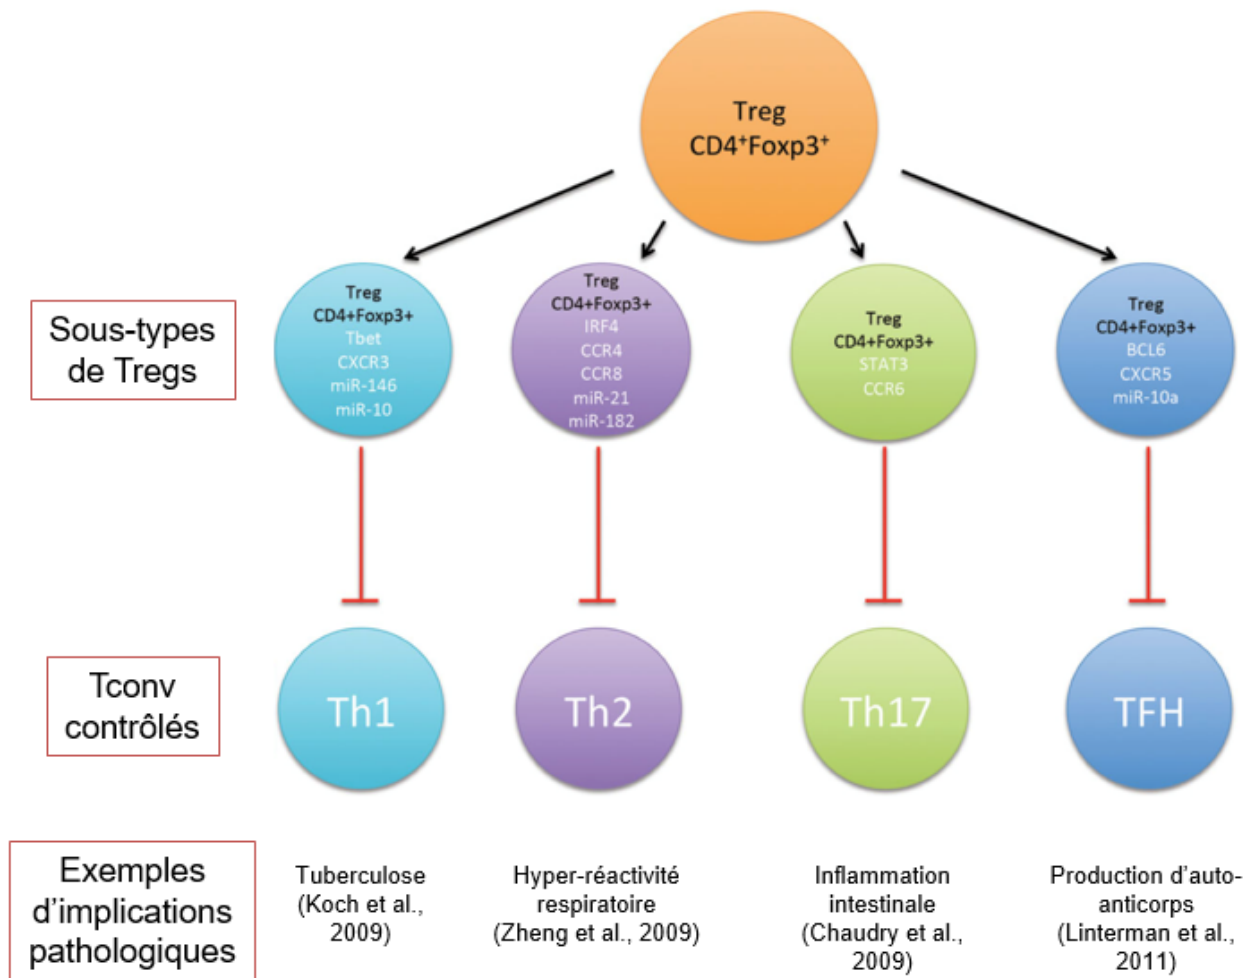 Treg
CD4⁺Foxp3⁺
Sous-types
de Tregs
Treg
CD4+Foxp3+
Tbet
CXCR3
miR-146
miR-10
Treg
CD4+Foxp3+
IRF4
CCR4
CCR8
miR-21
miR-182
Treg
CD4+Foxp3+
STAT3
CCR6
Treg
CD4+Foxp3+
BCL6
CXCR5
miR-10a
Tconv
contrôlés
Th1
Th2
Th17
TFH
Exemples
d'implications
pathologiques
Tuberculose
(Koch et al.,
2009)
Hyper-réactivité
respiratoire
(Zheng et al., 2009)
Inflammation
intestinale
(Chaudry et al.,
2009)
Production d'auto-
anticorps
(Linterman et al.,
2011)